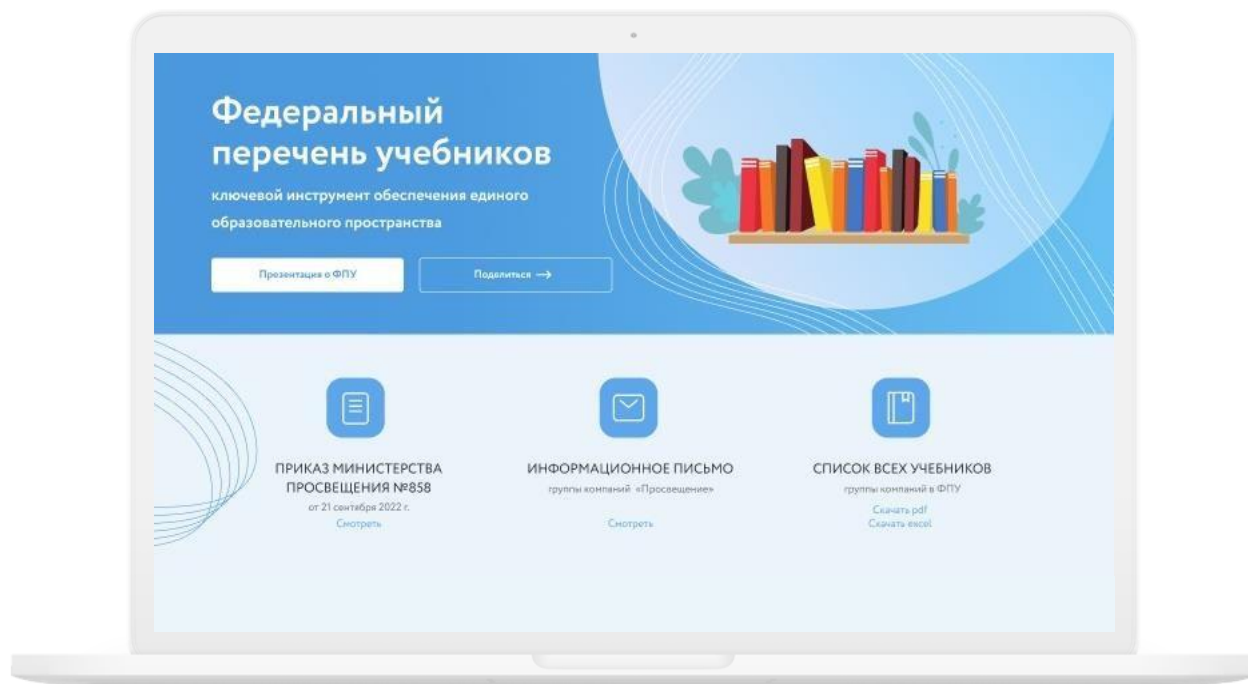 Федеральный
перечень учебников
ключевой инструмент обеспечения единого
образовательного пространства
Презентация о ФПУ
Поделиться →
ПРИКАЗ МИНИСТЕРСТВА
ПРОСВЕЩЕНИЯ №858
от 21 сентября 2022 г.
Смотреть
ИНФОРМАЦИОННОЕ ПИСЬМО
группы компаний «Просвещение»
Смотреть
СПИСОК ВСЕХ УЧЕБНИКОВ
группы компаний в ФПУ
Скачать pdf
Скачать excel